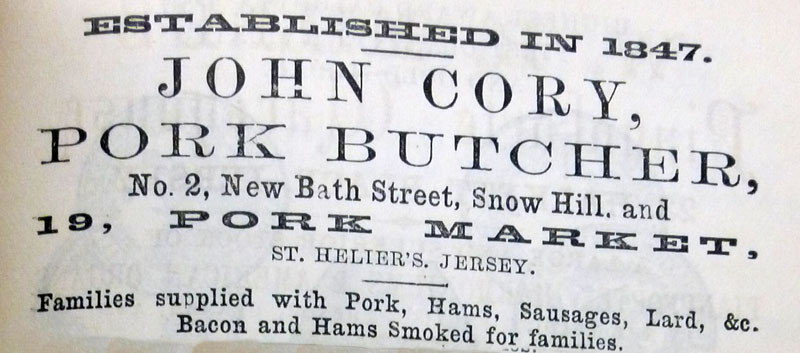 ESTABLISHED IN 1847.
JOHN CORY,
PORK BUTCHER,
No. 2, New Bath Street, Snow Hill. and
19, PORK MARKET,
ST. HELIER'S. JERSEY.
Families supplied with Pork, Hams, Sausages, Lard, &c.
Bacon and Hams Smoked for families.